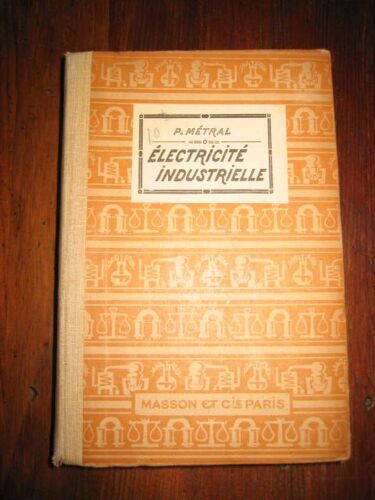 P. MÉTRAL
ÉLECTRICITÉ
INDUSTRIELLE
MASSON ET Cie PARIS